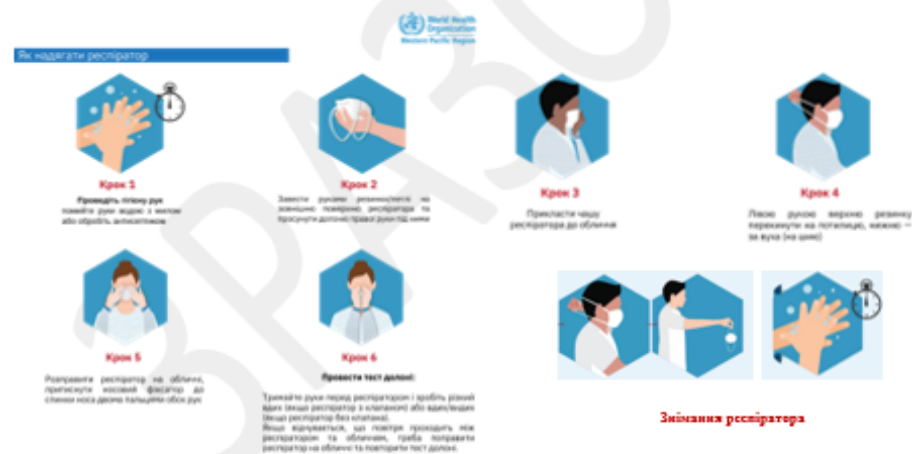 World Health
Organization
Western Pacific Region
Як надягати респіратор
Крок 1
Проведіть гігієну рук
помийте руки водою з милом
або обробіть антисептиком
Крок 2
Завести руками резинки/петлі на
зовнішню поверхню респіратора та
просунути долоню правої руки під ними
Крок 3
Прикласти чашу
респіратора до обличчя
Крок 4
Лівою рукою верхню резинку
перекинути на потилицю, нижню —
за вуха (на шию)
Крок 5
Розправити респіратор на обличчі,
притиснути носовий фіксатор до
спинки носа двома пальцями обох рук
Крок 6
Провести тест долоні:
Тримайте руки перед респіратором і зробіть різкий
вдих (якщо респіратор з клапаном) або вдих/видих
(якщо респіратор без клапана).
Якщо відчувається, що повітря проходить між
респіратором та обличчям, треба поправити
респіратор на обличчі та повторити тест долоні.
Знімання респіратора
ЗРАЗО